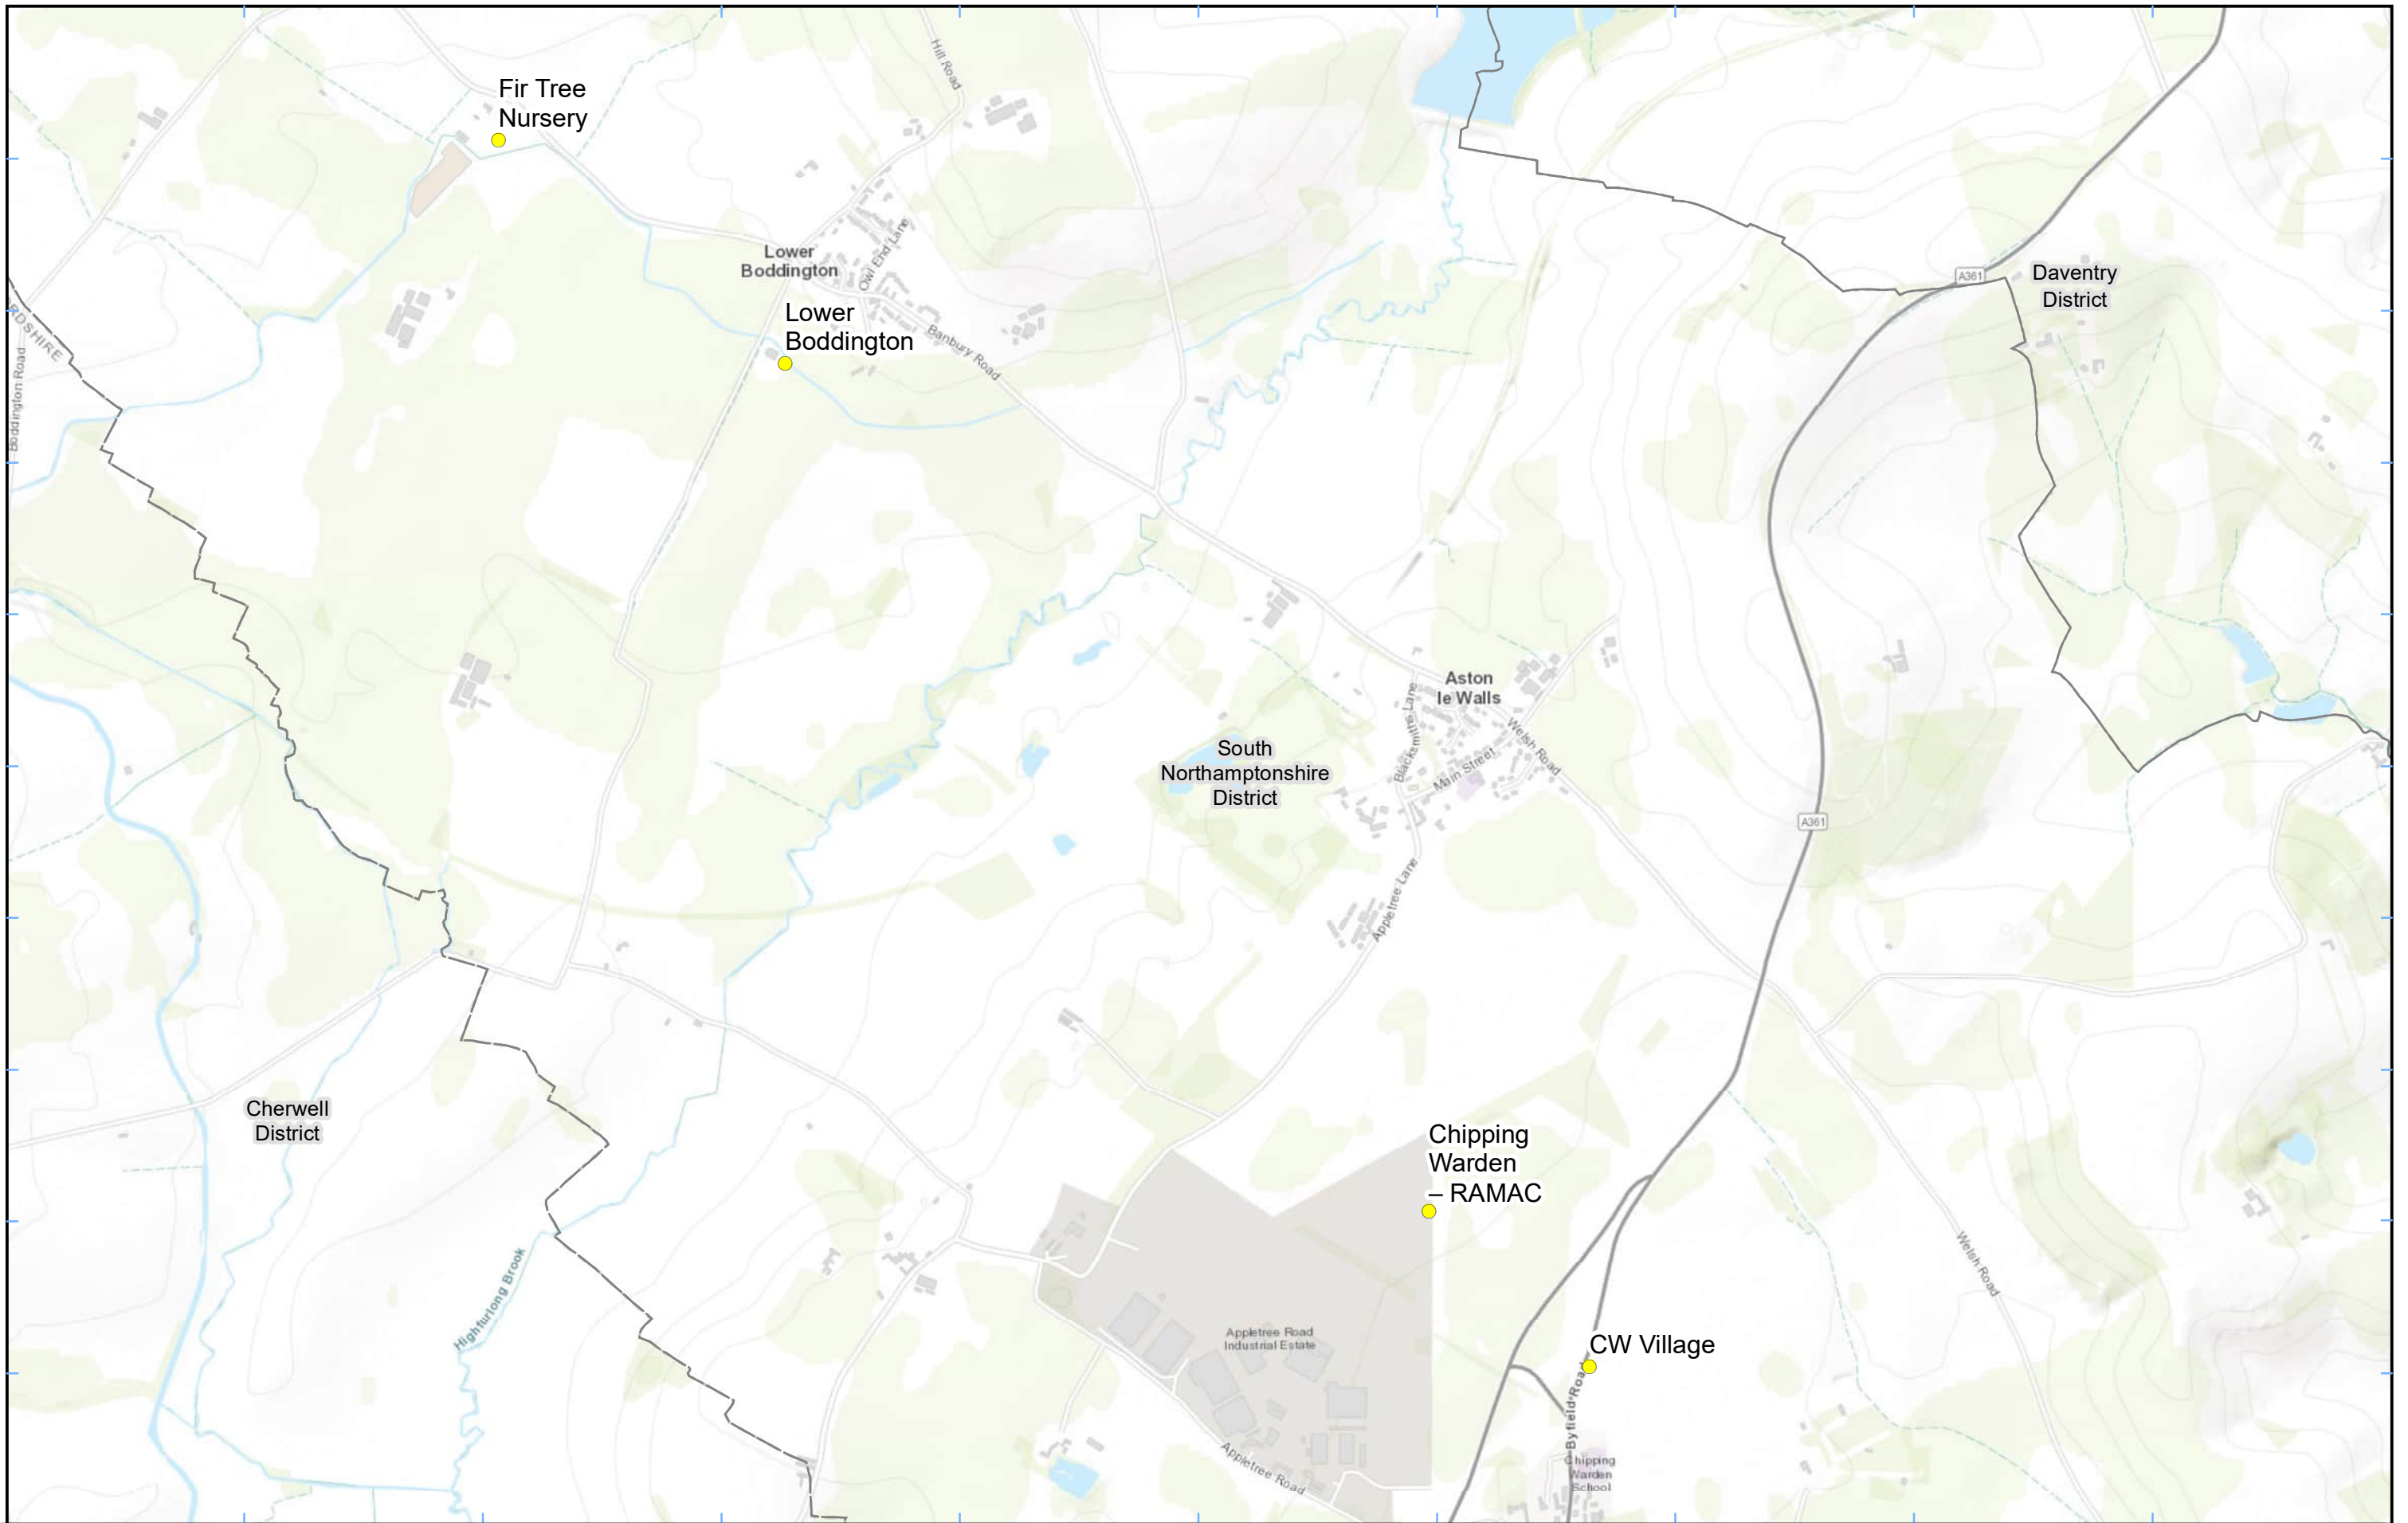 Hill Road
Fir Tree
Nursery
Owl End Lane
Lower
Boddington
A361
Daventry
District
RDSHIRE
Lower
Boddington
Banbury Road
Boddington Road
Aston
le Walls
Blacksmiths Lane
Welsh Road
Main Street
South
Northamptonshire
District
A361
Appletree Lane
Cherwell
District
Chipping
Warden
– RAMAC
Welsh Road
Highfurlong Brook
Appletree Road
Industrial Estate
CW Village
Byfield Road
Appletree Road
Chipping
Warden
School